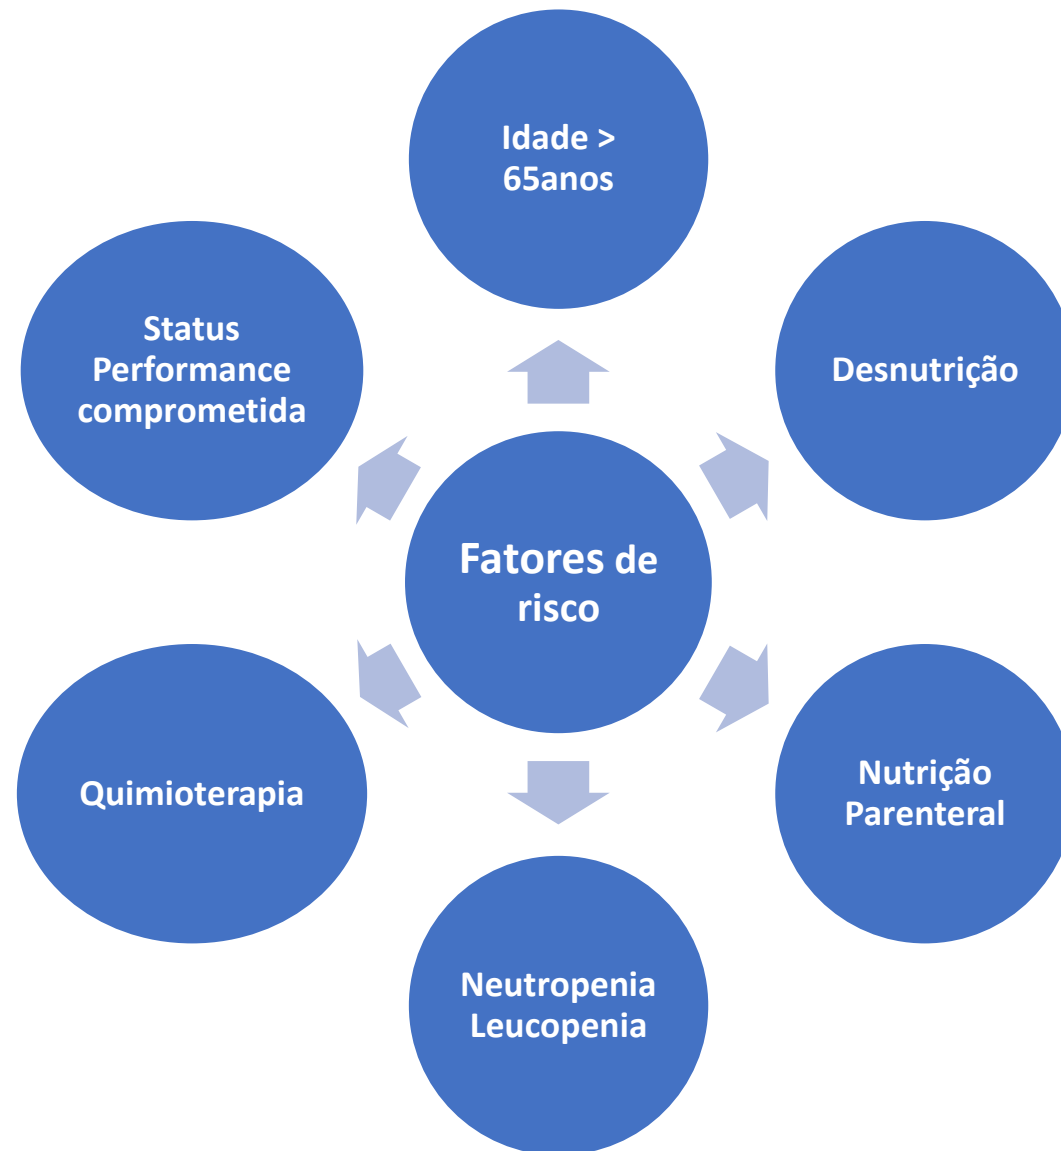 Idade >
65anos
Status
Performance
comprometida
Desnutrição
Fatores de
risco
Quimioterapia
Nutrição
Parenteral
Neutropenia
Leucopenia